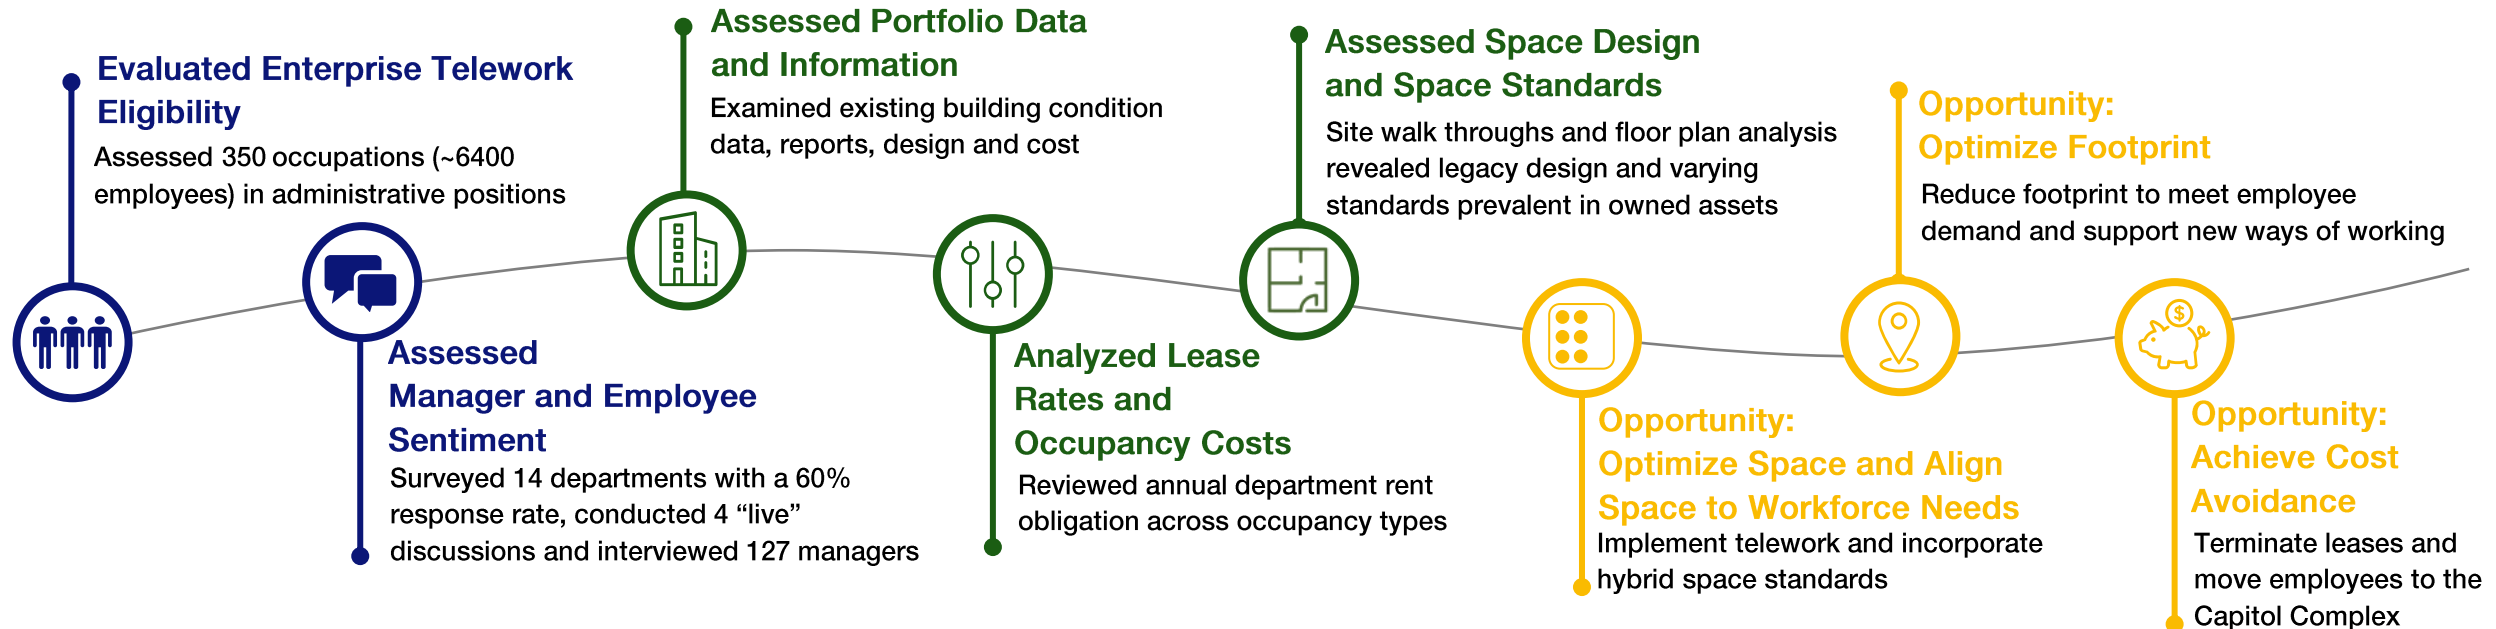 Evaluated Enterprise Telework
Eligibility
Assessed 350 occupations (~6400
employees) in administrative positions
Assessed
Manager and Employee
Sentiment
Surveyed 14 departments with a 60%
response rate, conducted 4 “live”
discussions and interviewed 127 managers
Assessed Portfolio Data
and Information
Examined existing building condition
data, reports, design and cost
Analyzed Lease
Rates and
Occupancy Costs
Reviewed annual department rent
obligation across occupancy types
Assessed Space Design
and Space Standards
Site walk throughs and floor plan analysis
revealed legacy design and varying
standards prevalent in owned assets
Opportunity:
Optimize Space and Align
Space to Workforce Needs
Implement telework and incorporate
hybrid space standards
Opportunity:
Optimize Footprint
Reduce footprint to meet employee
demand and support new ways of working
$
Opportunity:
Achieve Cost
Avoidance
Terminate leases and
move employees to the
Capitol Complex